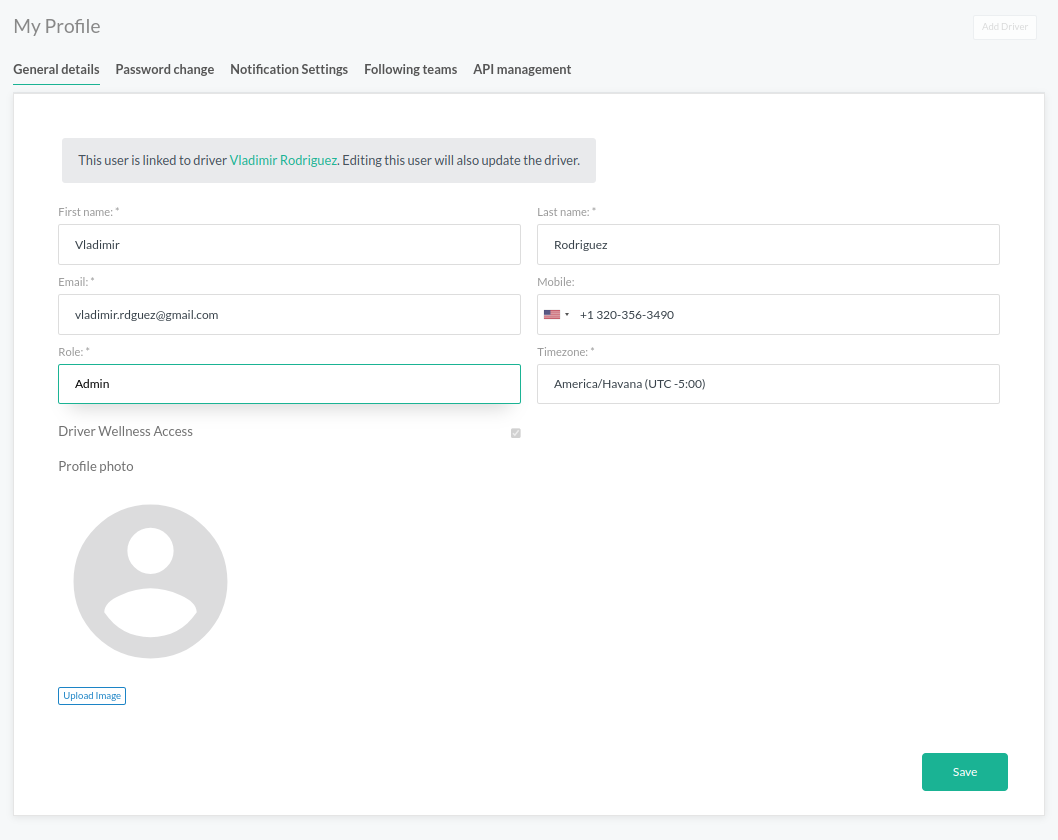 My Profile
Add Driver
General details Password change Notification Settings Following teams API management
This user is linked to driver Vladimir Rodriguez. Editing this user will also update the driver.
First name: *
Last name: *
Vladimir
Rodriguez
Email: *
Mobile:
vladimir.rdguez@gmail.com
+1 320-356-3490
Role: *
Timezone: *
Admin
America/Havana (UTC -5:00)
Driver Wellness Access
Profile photo
Upload Image
Save